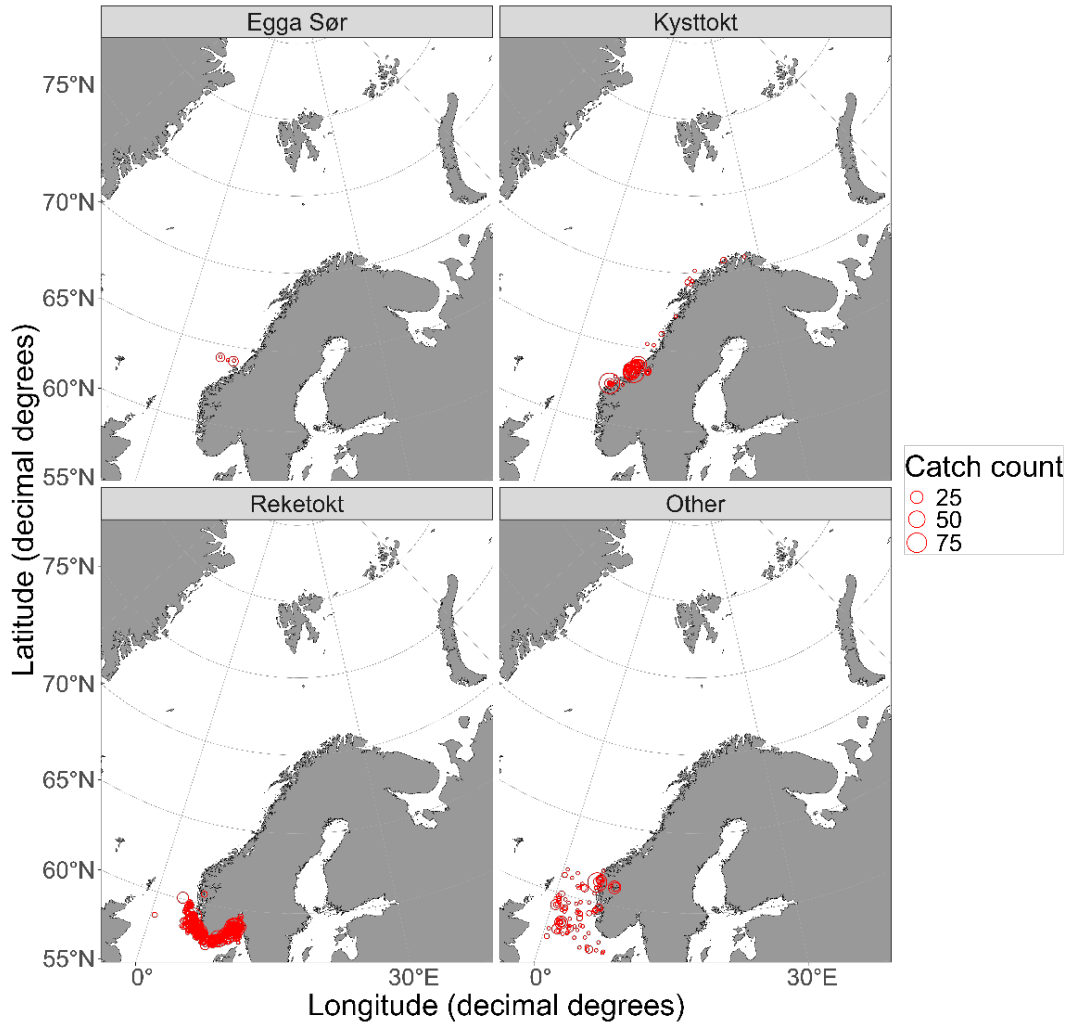 Egga Sør
Kysttokt
75°N
70°N
65°N
60°N
55°N
Reketokt
Other
75°N
70°N
65°N
60°N
55°N
0°
30°E
0°
30°E
Latitude (decimal degrees)
Longitude (decimal degrees)
Catch count
25
50
75